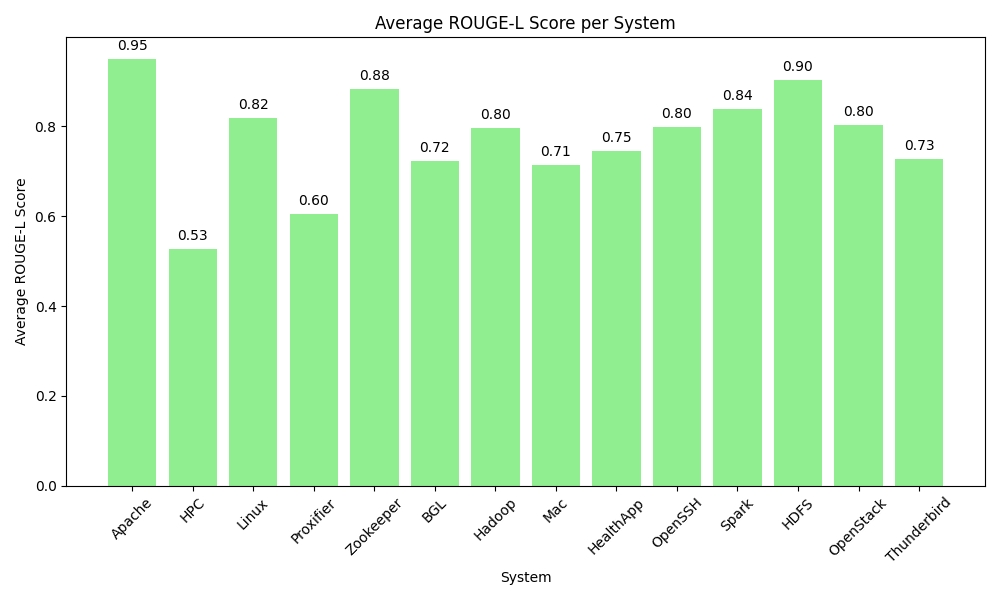 Average ROUGE-L Score per System
0.95
0.53
0.82
0.60
0.88
0.72
0.80
0.71
0.75
0.80
0.84
0.90
0.80
0.73
Average ROUGE-L Score
0.8
0.6
0.4
0.2
0.0
Apache
HPC
Linux
Proxifier
Zookeeper
BGL
Hadoop
Mac
HealthApp
OpenSSH
Spark
HDFS
OpenStack
Thunderbird
System